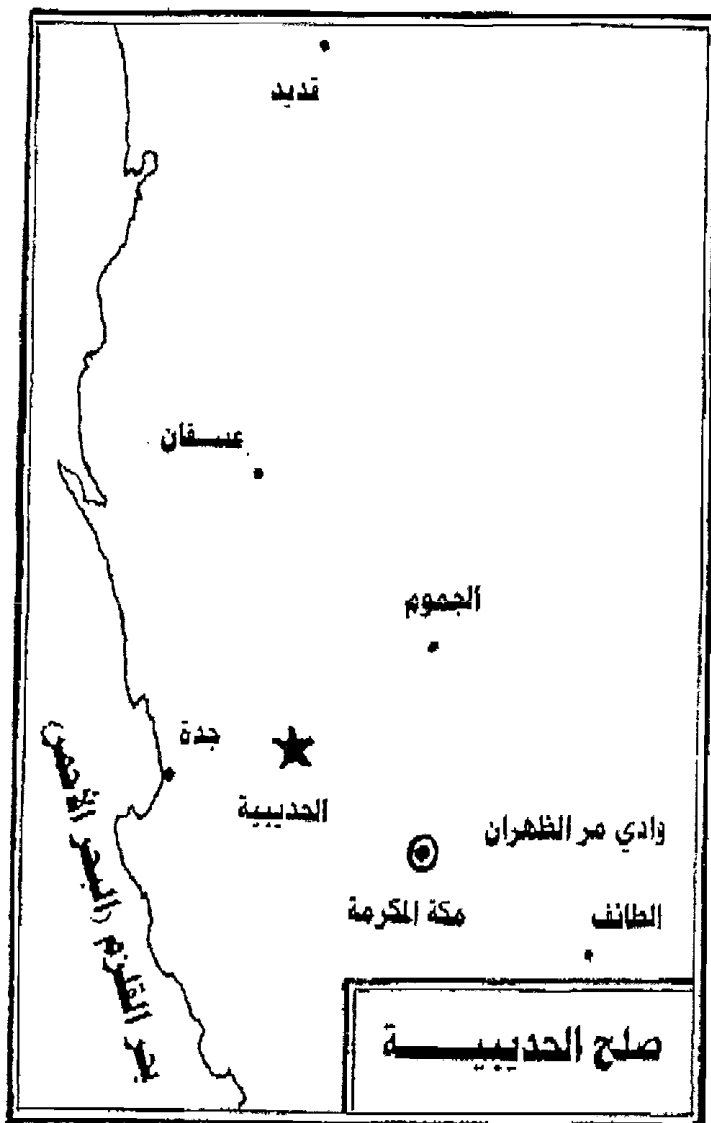 قديد
عسفان
الجموم
جدة
الحديبية
وادي مر الظهران
مكة المكرمة
الطائف
بحر القلزم (البحر الأحمر)
صلح الحديبية